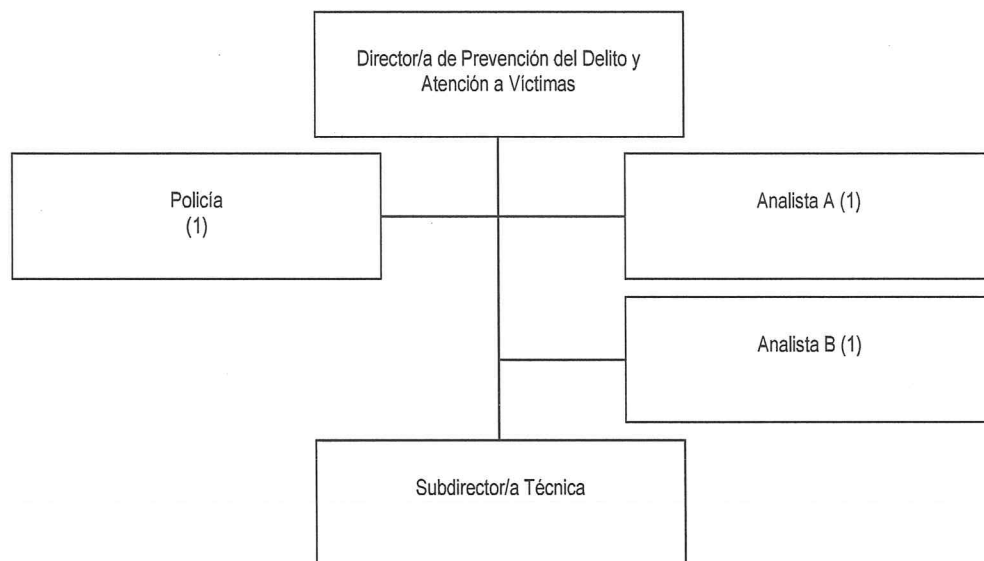 Director/a de Prevención del Delito y
Atención a Víctimas
Policía
(1)
Analista A (1)
Analista B (1)
Subdirector/a Técnica